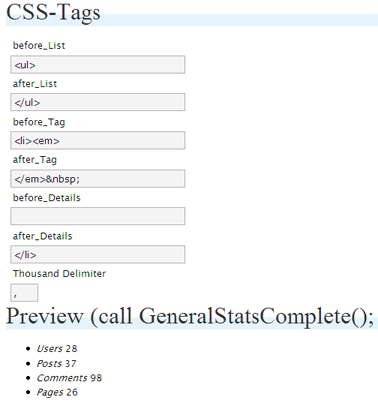 CSS-Tags
before_List
<ul>
after_List
</ul>
before_Tag
<li><em>
after_Tag
</em>&nbsp;
before_Details
after_Details
</li>
Thousand Delimiter
,
Preview (call GeneralStatsComplete();
• Users 28
• Posts 37
• Comments 98
• Pages 26